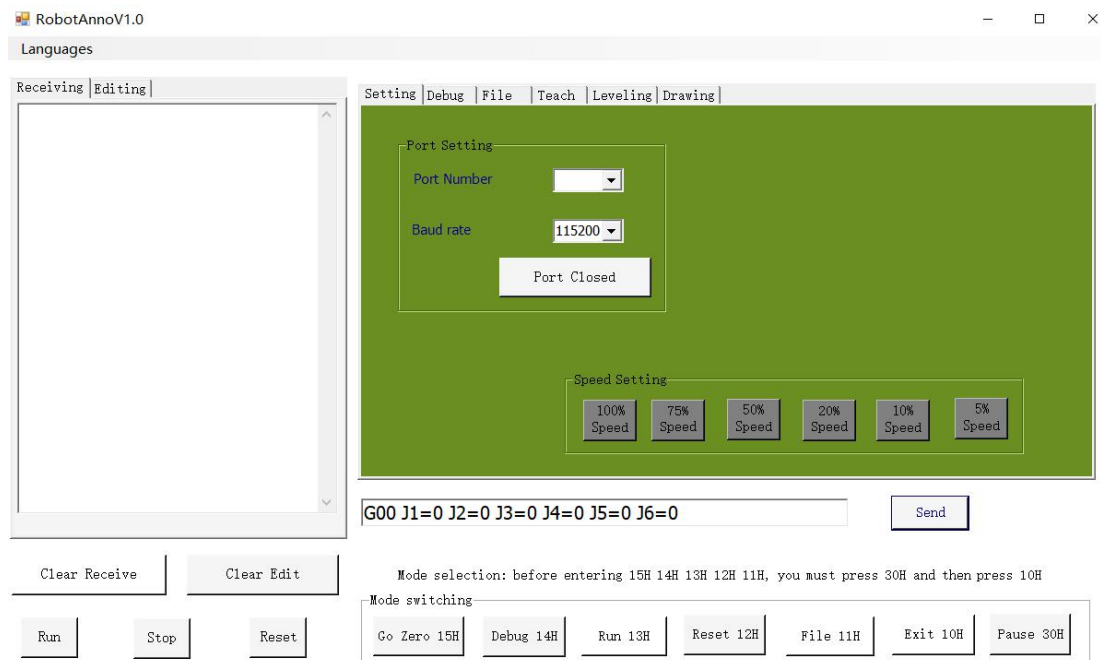 RobotAnnoV1.0
Languages
Receiving Editing
Setting Debug File Teach Leveling Drawing
Port Setting
Port Number
Baud rate 115200
Port Closed
Speed Setting
100% Speed
75% Speed
50% Speed
20% Speed
10% Speed
5% Speed
G00 J1=0 J2=0 J3=0 J4=0 J5=0 J6=0
Send
Clear Receive Clear Edit
Run Stop Reset
Mode selection: before entering 15H 14H 13H 12H 11H, you must press 30H and then press 10H
Mode switching
Go Zero 15H Debug 14H Run 13H Reset 12H File 11H Exit 10H Pause 30H